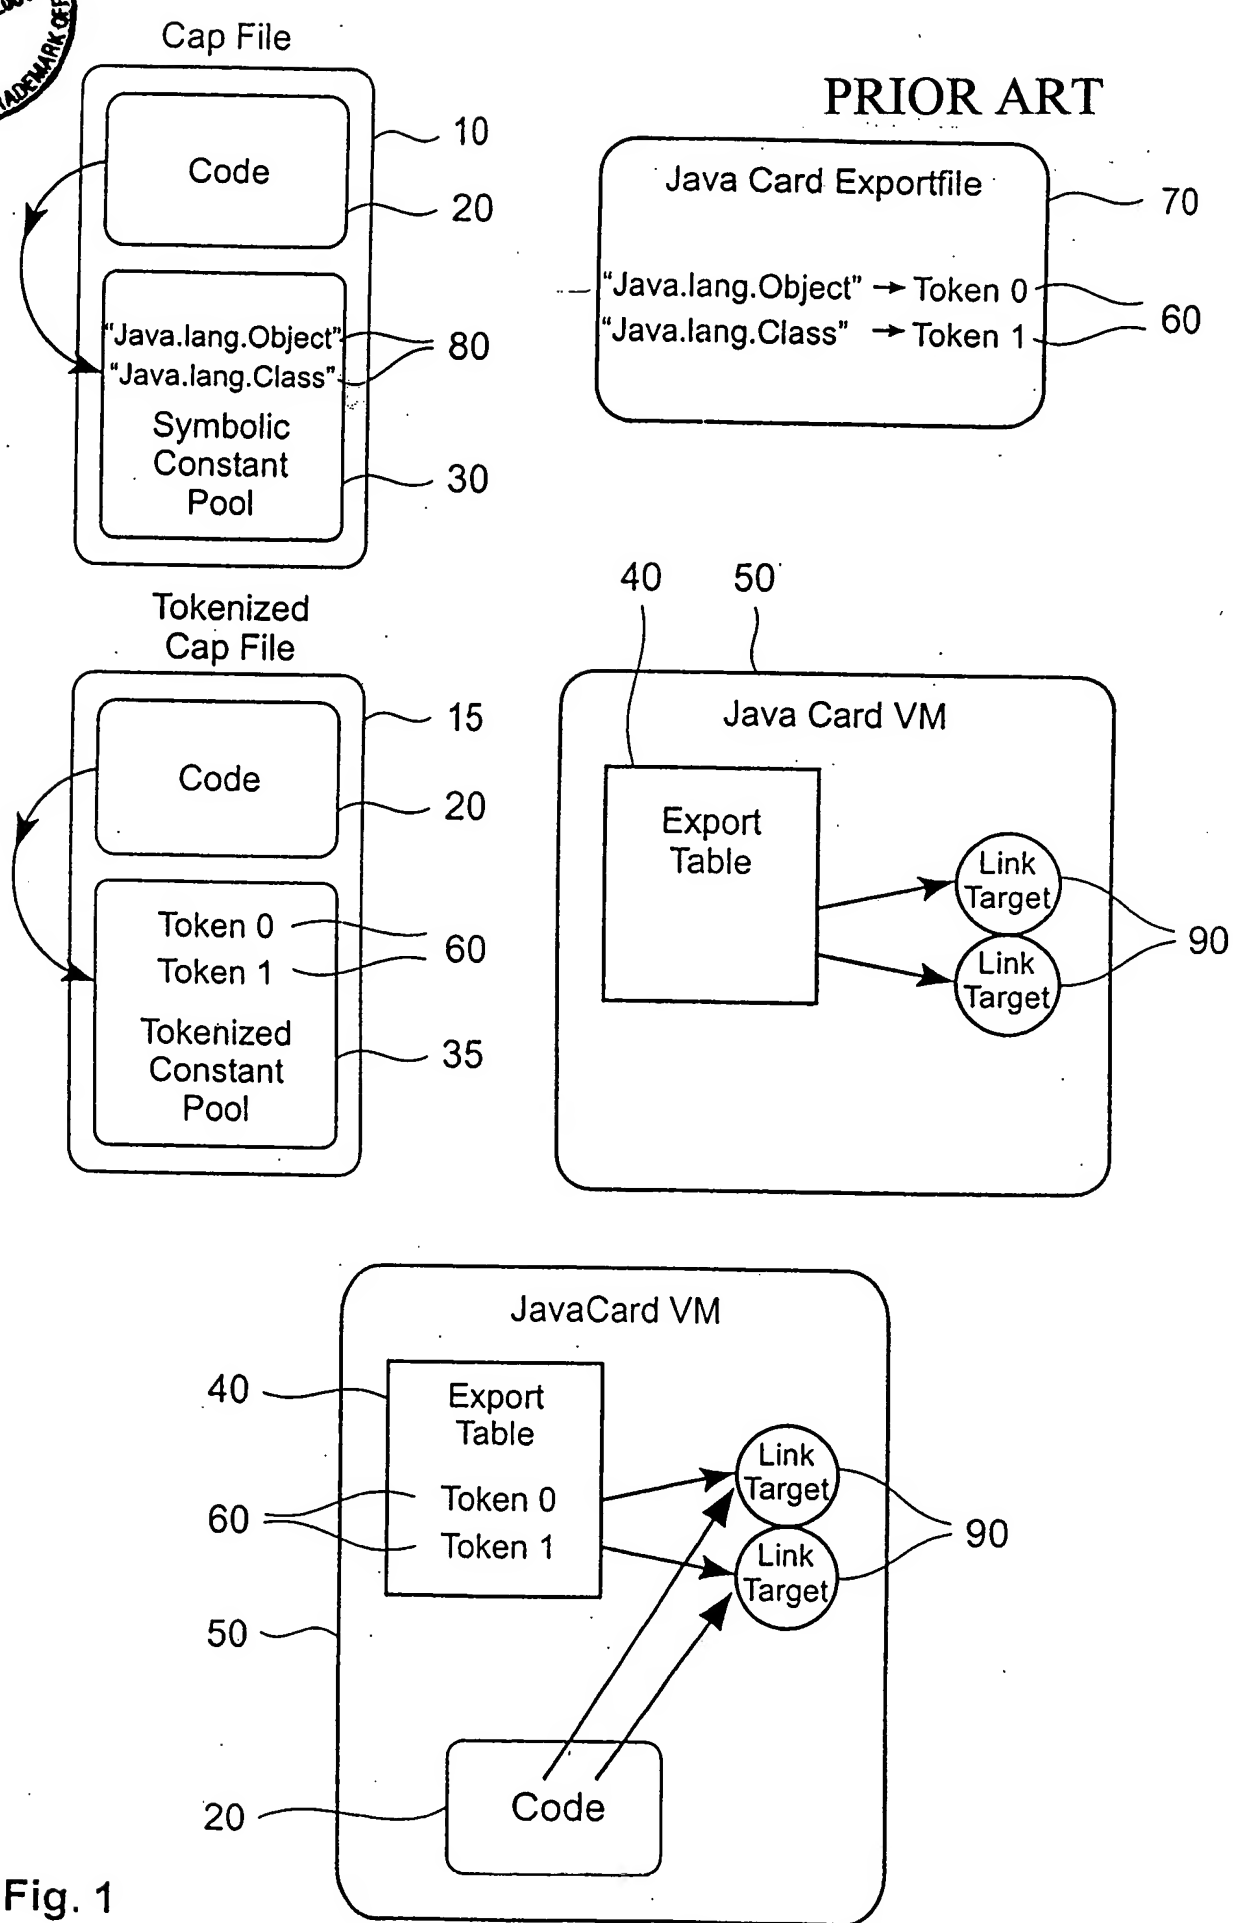 TRADEMARK OFF
Cap File
PRIOR ART
Code
10
20
"Java.lang.Object"
"Java.lang.Class"
80
Symbolic
Constant
Pool
30
Java Card Exportfile
70
"Java.lang.Object" → Token 0
"Java.lang.Class" → Token 1
60
Tokenized
Cap File
15
Code
20
Token 0
Token 1
60
Tokenized
Constant
Pool
35
40
50
Java Card VM
Export
Table
Link
Target
Link
Target
90
JavaCard VM
40
Export
Table
Token 0
Token 1
60
Link
Target
Link
Target
90
50
Code
20
Fig. 1